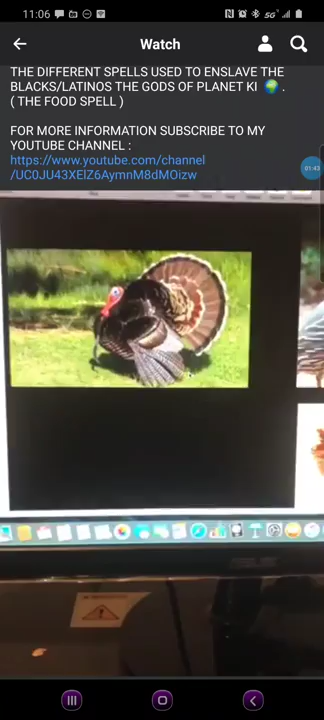 11:06
5G
Watch
THE DIFFERENT SPELLS USED TO ENSLAVE THE
BLACKS/LATINOS THE GODS OF PLANET KI 🌍 .
( THE FOOD SPELL )
FOR MORE INFORMATION SUBSCRIBE TO MY
YOUTUBE CHANNEL :
https://www.youtube.com/channel
/UC0JU43XElZ6AymnM8dMOizw
01:43